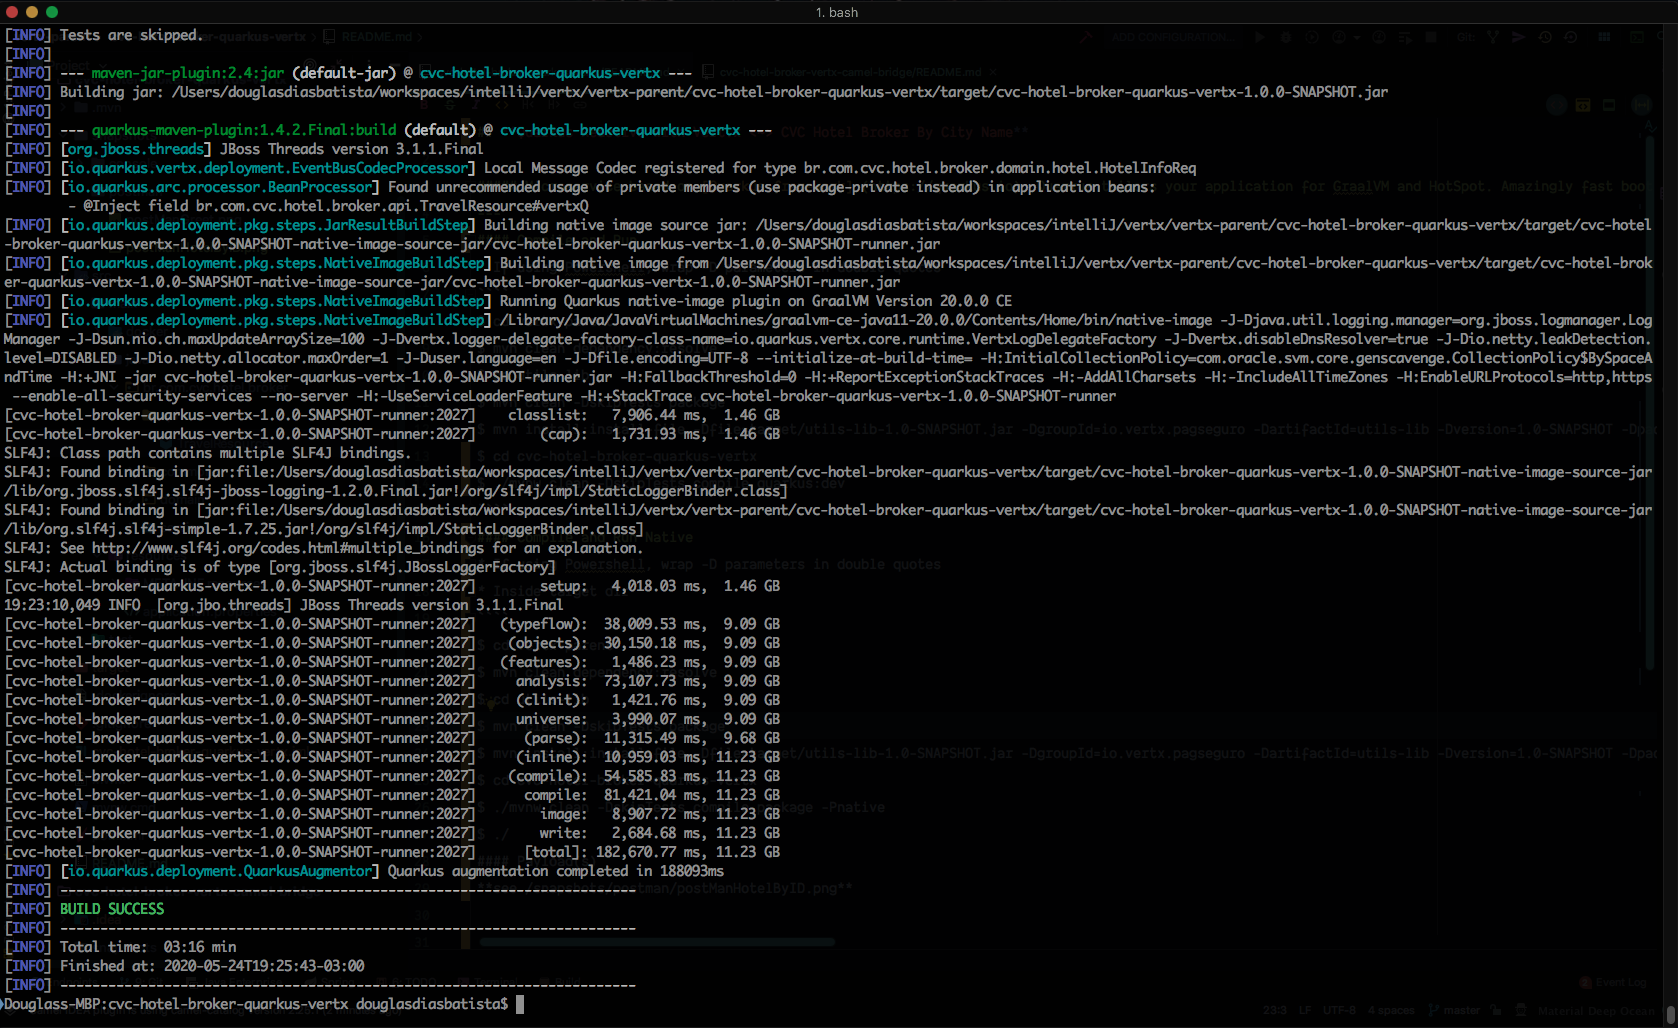 1. bash
[INFO] Tests are skipped.
[INFO]
[INFO] --- maven-jar-plugin:2.4:jar (default-jar) @ cvc-hotel-broker-quarkus-vertx ---
[INFO] Building jar: /Users/douglasdiasbatista/workspaces/intelliJ/vertx/vertx-parent/cvc-hotel-broker-quarkus-vertx/target/cvc-hotel-broker-quarkus-vertx-1.0.0-SNAPSHOT.jar
[INFO]
[INFO] --- quarkus-maven-plugin:1.4.2.Final:build (default) @ cvc-hotel-broker-quarkus-vertx ---
[INFO] [org.jboss.threads] JBoss Threads version 3.1.1.Final
[INFO] [io.quarkus.vertx.deployment.EventBusCodecProcessor] Local Message Codec registered for type br.com.cvc.hotel.broker.domain.hotel.HotelInfoReq
[INFO] [io.quarkus.arc.processor.BeanProcessor] Found unrecommended usage of private members (use package-private instead) in application beans:
- @Inject field br.com.cvc.hotel.broker.api.TravelResource#vertxQ
[INFO] [io.quarkus.deployment.pkg.steps.JarResultBuildStep] Building native image source jar: /Users/douglasdiasbatista/workspaces/intelliJ/vertx/vertx-parent/cvc-hotel-broker-quarkus-vertx/target/cvc-hotel
-broker-quarkus-vertx-1.0.0-SNAPSHOT-native-image-source-jar/cvc-hotel-broker-quarkus-vertx-1.0.0-SNAPSHOT-runner.jar
[INFO] [io.quarkus.deployment.pkg.steps.NativeImageBuildStep] Building native image from /Users/douglasdiasbatista/workspaces/intelliJ/vertx/vertx-parent/cvc-hotel-broker-quarkus-vertx/target/cvc-hotel-brok
er-quarkus-vertx-1.0.0-SNAPSHOT-native-image-source-jar/cvc-hotel-broker-quarkus-vertx-1.0.0-SNAPSHOT-runner.jar
[INFO] [io.quarkus.deployment.pkg.steps.NativeImageBuildStep] Running Quarkus native-image plugin on GraalVM Version 20.0.0 CE
[INFO] [io.quarkus.deployment.pkg.steps.NativeImageBuildStep] /Library/Java/JavaVirtualMachines/graalvm-ce-java11-20.0.0/Contents/Home/bin/native-image -J-Djava.util.logging.manager=org.jboss.logmanager.Log
Manager -J-Dsun.nio.ch.maxUpdateArraySize=100 -J-Dvertx.logger-delegate-factory-class-name=io.quarkus.vertx.core.runtime.VertxLogDelegateFactory -J-Dvertx.disableDnsResolver=true -J-Dio.netty.leakDetection.
level=DISABLED -J-Dio.netty.allocator.maxOrder=1 -J-Duser.language=en -J-Dfile.encoding=UTF-8 --initialize-at-build-time= -H:InitialCollectionPolicy=com.oracle.svm.core.genscavenge.CollectionPolicy$BySpaceA
ndTime -H:+JNI -jar cvc-hotel-broker-quarkus-vertx-1.0.0-SNAPSHOT-runner.jar -H:FallbackThreshold=0 -H:+ReportExceptionStackTraces -H:-AddAllCharsets -H:-IncludeAllTimeZones -H:EnableURLProtocols=http,https
--enable-all-security-services --no-server -H:-UseServiceLoaderFeature -H:+StackTrace cvc-hotel-broker-quarkus-vertx-1.0.0-SNAPSHOT-runner
[cvc-hotel-broker-quarkus-vertx-1.0.0-SNAPSHOT-runner:2027] classlist: 7,906.44 ms, 1.46 GB
[cvc-hotel-broker-quarkus-vertx-1.0.0-SNAPSHOT-runner:2027] (cap): 1,731.93 ms, 1.46 GB
SLF4J: Class path contains multiple SLF4J bindings.
SLF4J: Found binding in [jar:file:/Users/douglasdiasbatista/workspaces/intelliJ/vertx/vertx-parent/cvc-hotel-broker-quarkus-vertx/target/cvc-hotel-broker-quarkus-vertx-1.0.0-SNAPSHOT-native-image-source-jar
/lib/org.jboss.slf4j.slf4j-jboss-logging-1.2.0.Final.jar!/org/slf4j/impl/StaticLoggerBinder.class]
SLF4J: Found binding in [jar:file:/Users/douglasdiasbatista/workspaces/intelliJ/vertx/vertx-parent/cvc-hotel-broker-quarkus-vertx/target/cvc-hotel-broker-quarkus-vertx-1.0.0-SNAPSHOT-native-image-source-jar
/lib/org.slf4j.slf4j-simple-1.7.25.jar!/org/slf4j/impl/StaticLoggerBinder.class]
SLF4J: See http://www.slf4j.org/codes.html#multiple_bindings for an explanation.
SLF4J: Actual binding is of type [org.jboss.slf4j.JBossLoggerFactory]
[cvc-hotel-broker-quarkus-vertx-1.0.0-SNAPSHOT-runner:2027] setup: 4,018.03 ms, 1.46 GB
19:23:10,049 INFO [org.jbo.threads] JBoss Threads version 3.1.1.Final
[cvc-hotel-broker-quarkus-vertx-1.0.0-SNAPSHOT-runner:2027] (typeflow): 38,009.53 ms, 9.09 GB
[cvc-hotel-broker-quarkus-vertx-1.0.0-SNAPSHOT-runner:2027] (objects): 30,150.18 ms, 9.09 GB
[cvc-hotel-broker-quarkus-vertx-1.0.0-SNAPSHOT-runner:2027] (features): 1,486.23 ms, 9.09 GB
[cvc-hotel-broker-quarkus-vertx-1.0.0-SNAPSHOT-runner:2027] analysis: 73,107.73 ms, 9.09 GB
[cvc-hotel-broker-quarkus-vertx-1.0.0-SNAPSHOT-runner:2027] (clinit): 1,421.76 ms, 9.09 GB
[cvc-hotel-broker-quarkus-vertx-1.0.0-SNAPSHOT-runner:2027] universe: 3,990.07 ms, 9.09 GB
[cvc-hotel-broker-quarkus-vertx-1.0.0-SNAPSHOT-runner:2027] (parse): 11,315.49 ms, 9.68 GB
[cvc-hotel-broker-quarkus-vertx-1.0.0-SNAPSHOT-runner:2027] (inline): 10,959.03 ms, 11.23 GB
[cvc-hotel-broker-quarkus-vertx-1.0.0-SNAPSHOT-runner:2027] (compile): 54,585.83 ms, 11.23 GB
[cvc-hotel-broker-quarkus-vertx-1.0.0-SNAPSHOT-runner:2027] compile: 81,421.04 ms, 11.23 GB
[cvc-hotel-broker-quarkus-vertx-1.0.0-SNAPSHOT-runner:2027] image: 8,907.72 ms, 11.23 GB
[cvc-hotel-broker-quarkus-vertx-1.0.0-SNAPSHOT-runner:2027] write: 2,684.68 ms, 11.23 GB
[cvc-hotel-broker-quarkus-vertx-1.0.0-SNAPSHOT-runner:2027] [total]: 182,670.77 ms, 11.23 GB
[INFO] [io.quarkus.deployment.QuarkusAugmentor] Quarkus augmentation completed in 188093ms
[INFO] ------------------------------------------------------------------------
[INFO] BUILD SUCCESS
[INFO] ------------------------------------------------------------------------
[INFO] Total time: 03:16 min
[INFO] Finished at: 2020-05-24T19:25:43-03:00
[INFO] ------------------------------------------------------------------------
Douglass-MBP:cvc-hotel-broker-quarkus-vertx douglasdiasbatista$